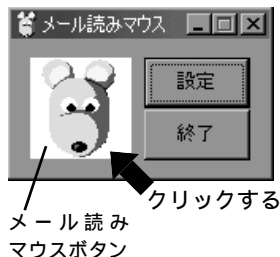 メール読みマウス
設定
終了
クリックする
メール読み
マウスボタン